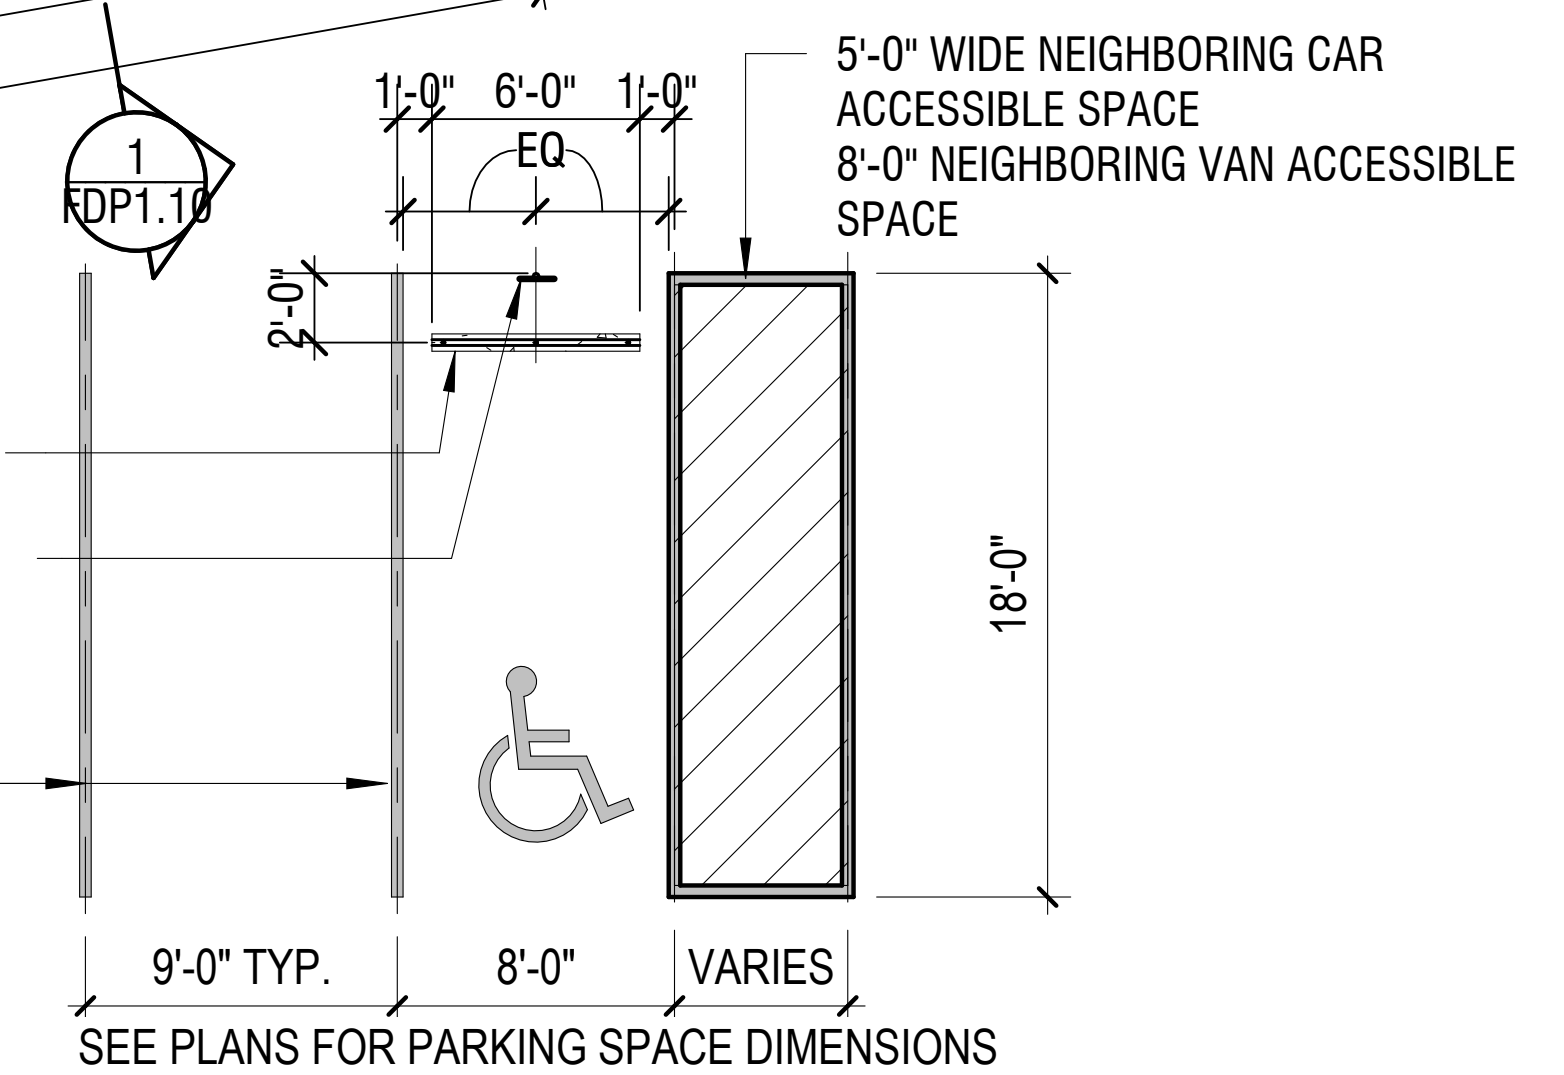 5'-0" WIDE NEIGHBORING CAR
ACCESSIBLE SPACE
8'-0" NEIGHBORING VAN ACCESSIBLE
SPACE
1'-0" 6'-0" 1'-0"
EQ
1
FDP1.10
2'-0"
18'-0"
9'-0" TYP. 8'-0" VARIES
SEE PLANS FOR PARKING SPACE DIMENSIONS